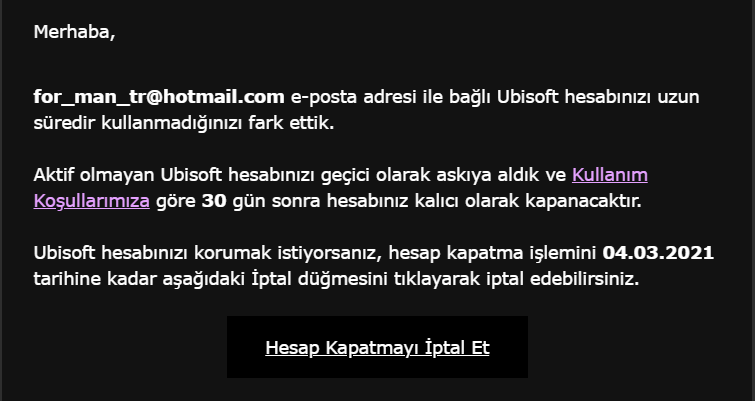 Merhaba,
for_man_tr@hotmail.com e-posta adresi ile bağlı Ubisoft hesabınızı uzun
süredir kullanmadığınızı fark ettik.
Aktif olmayan Ubisoft hesabınızı geçici olarak askıya aldık ve Kullanım
Koşullarımıza göre 30 gün sonra hesabınız kalıcı olarak kapanacaktır.
Ubisoft hesabınızı korumak istiyorsanız, hesap kapatma işlemini 04.03.2021
tarihine kadar aşağıdaki İptal düğmesini tıklayarak iptal edebilirsiniz.
Hesap Kapatmayı İptal Et